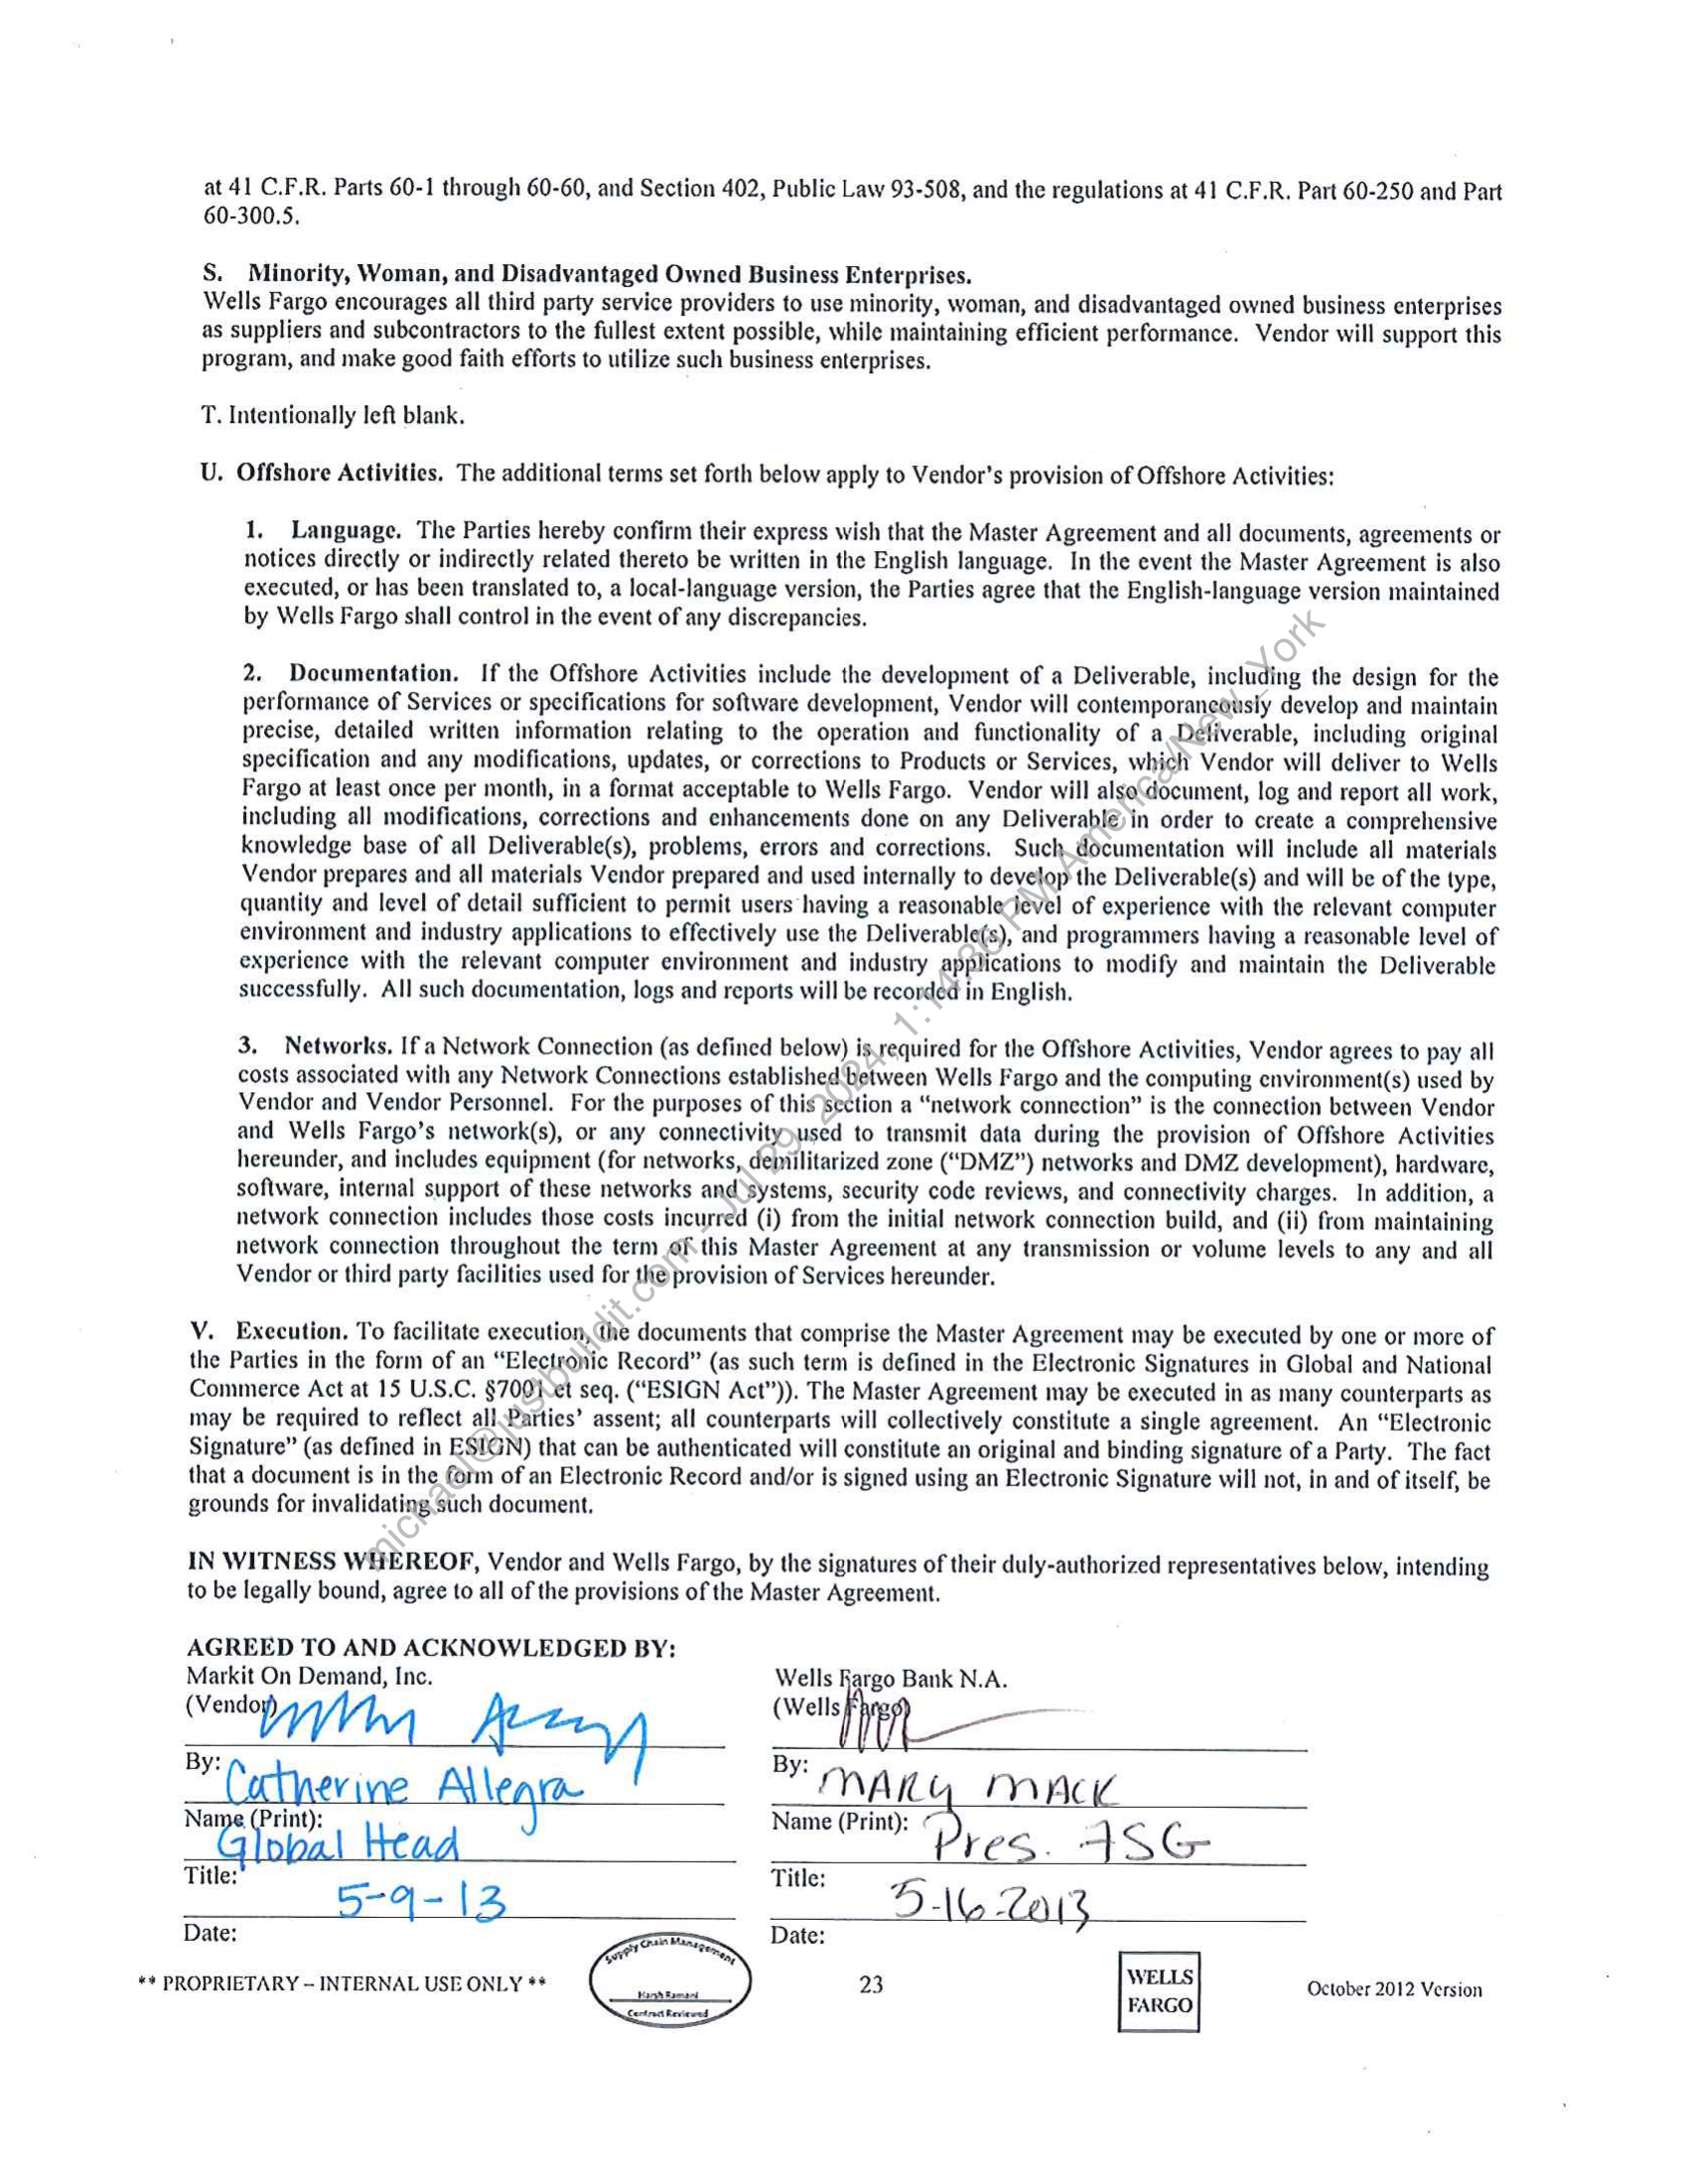 at 41 C.F.R. Parts 60-1 through 60-60, and Section 402, Public Law 93-508, and the regulations at 41 C.F.R. Part 60-250 and Part
60-300.5.
S. Minority, Woman, and Disadvantaged Owned Business Enterprises.
Wells Fargo encourages all third party service providers to use minority, woman, and disadvantaged owned business enterprises
as suppliers and subcontractors to the fullest extent possible, while maintaining efficient performance. Vendor will support this
program, and make good faith efforts to utilize such business enterprises.
T. Intentionally left blank.
U. Offshore Activities. The additional terms set forth below apply to Vendor's provision of Offshore Activities:
1. Language. The Parties hereby confirm their express wish that the Master Agreement and all documents, agreements or
notices directly or indirectly related thereto be written in the English language. In the event the Master Agreement is also
executed, or has been translated to, a local-language version, the Parties agree that the English-language version maintained
by Wells Fargo shall control in the event of any discrepancies.
2. Documentation. If the Offshore Activities include the development of a Deliverable, including the design for the
performance of Services or specifications for software development, Vendor will contemporaneously develop and maintain
precise, detailed written information relating to the operation and functionality of a Deliverable, including original
specification and any modifications, updates, or corrections to Products or Services, which Vendor will deliver to Wells
Fargo at least once per month, in a format acceptable to Wells Fargo. Vendor will also document, log and report all work,
including all modifications, corrections and enhancements done on any Deliverable in order to create a comprehensive
knowledge base of all Deliverable(s), problems, errors and corrections. Such documentation will include all materials
Vendor prepares and all materials Vendor prepared and used internally to develop the Deliverable(s) and will be of the type,
quantity and level of detail sufficient to permit users having a reasonable level of experience with the relevant computer
environment and industry applications to effectively use the Deliverable(s), and programmers having a reasonable level of
experience with the relevant computer environment and industry applications to modify and maintain the Deliverable
successfully. All such documentation, logs and reports will be recorded in English.
3. Networks. If a Network Connection (as defined below) is required for the Offshore Activities, Vendor agrees to pay all
costs associated with any Network Connections established between Wells Fargo and the computing environment(s) used by
Vendor and Vendor Personnel. For the purposes of this section a "network connection" is the connection between Vendor
and Wells Fargo's network(s), or any connectivity used to transmit data during the provision of Offshore Activities
hereunder, and includes equipment (for networks, demilitarized zone ("DMZ") networks and DMZ development), hardware,
software, internal support of these networks and systems, security code reviews, and connectivity charges. In addition, a
network connection includes those costs incurred (i) from the initial network connection build, and (ii) from maintaining
network connection throughout the term of this Master Agreement at any transmission or volume levels to any and all
Vendor or third party facilities used for the provision of Services hereunder.
V. Execution. To facilitate execution, the documents that comprise the Master Agreement may be executed by one or more of
the Parties in the form of an "Electronic Record" (as such term is defined in the Electronic Signatures in Global and National
Commerce Act at 15 U.S.C. §7001 et seq. ("ESIGN Act")). The Master Agreement may be executed in as many counterparts as
may be required to reflect all Parties' assent; all counterparts will collectively constitute a single agreement. An "Electronic
Signature" (as defined in ESIGN) that can be authenticated will constitute an original and binding signature of a Party. The fact
that a document is in the form of an Electronic Record and/or is signed using an Electronic Signature will not, in and of itself, be
grounds for invalidating such document.
IN WITNESS WHEREOF, Vendor and Wells Fargo, by the signatures of their duly-authorized representatives below, intending
to be legally bound, agree to all of the provisions of the Master Agreement.
AGREED TO AND ACKNOWLEDGED BY:
Markit On Demand, Inc.
(Vendor)
By:
Catherine Allegra
Name (Print):
Global Head
Title:
5-9-13
Date:
Wells Fargo Bank N.A.
(Wells Fargo)
By:
MARY MACK
Name (Print):
Pres. FSG
Title:
5-16-2013
Date:
** PROPRIETARY – INTERNAL USE ONLY **
Supply Chain Management
Harsh Ramani
Contract Reviewed
23
WELLS
FARGO
October 2012 Version
michael@justbuildit.com - Jul 29, 2024, 1:14:36 PM America/New_York